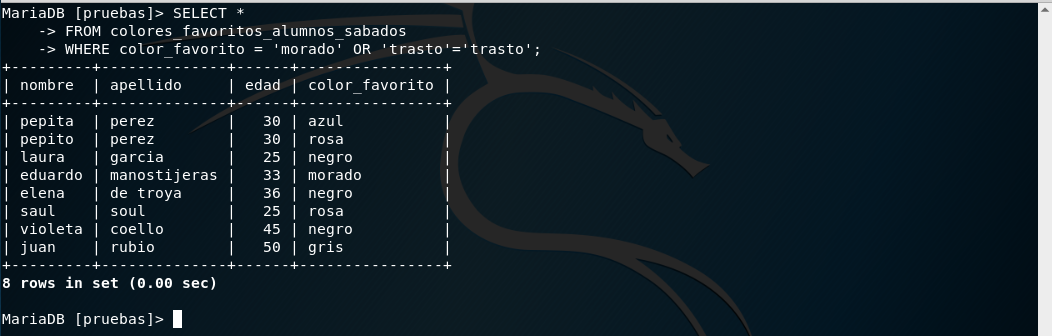 MariaDB [pruebas]> SELECT *
    -> FROM colores_favoritos_alumnos_sabados
    -> WHERE color_favorito = 'morado' OR 'trasto'='trasto';
+---------+--------------+------+----------------+
| nombre  | apellido     | edad | color_favorito |
+---------+--------------+------+----------------+
| pepita  | perez        |   30 | azul           |
| pepito  | perez        |   30 | rosa           |
| laura   | garcia       |   25 | negro          |
| eduardo | manostijeras |   33 | morado         |
| elena   | de troya     |   36 | negro          |
| saul    | soul         |   25 | rosa           |
| violeta | coello       |   45 | negro          |
| juan    | rubio        |   50 | gris           |
+---------+--------------+------+----------------+
8 rows in set (0.00 sec)
MariaDB [pruebas]>